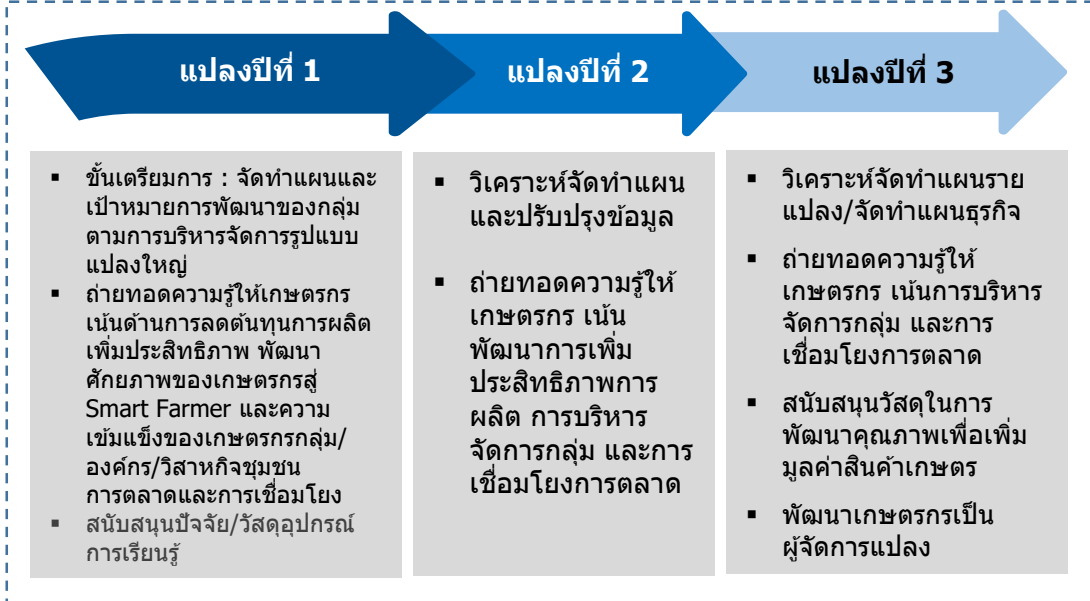 แปลงปีที่ 1
▪ ขั้นเตรียมการ : จัดทำแผนและ
เป้าหมายการพัฒนาของกลุ่ม
ตามการบริหารจัดการรูปแบบ
แปลงใหญ่
▪ ถ่ายทอดความรู้ให้เกษตรกร
เน้นด้านการลดต้นทุนการผลิต
เพิ่มประสิทธิภาพ พัฒนา
ศักยภาพของเกษตรกรสู่
Smart Farmer และความ
เข้มแข็งของเกษตรกรกลุ่ม/
องค์กร/วิสาหกิจชุมชน
การตลาดและการเชื่อมโยง
▪ สนับสนุนปัจจัย/วัสดุอุปกรณ์
การเรียนรู้
แปลงปีที่ 2
▪ วิเคราะห์จัดทำแผน
และปรับปรุงข้อมูล
▪ ถ่ายทอดความรู้ให้
เกษตรกร เน้น
พัฒนาการเพิ่ม
ประสิทธิภาพการ
ผลิต การบริหาร
จัดการกลุ่ม และการ
เชื่อมโยงการตลาด
แปลงปีที่ 3
▪ วิเคราะห์จัดทำแผนราย
แปลง/จัดทำแผนธุรกิจ
▪ ถ่ายทอดความรู้ให้
เกษตรกร เน้นการบริหาร
จัดการกลุ่ม และการ
เชื่อมโยงการตลาด
▪ สนับสนุนวัสดุในการ
พัฒนาคุณภาพเพื่อเพิ่ม
มูลค่าสินค้าเกษตร
▪ พัฒนาเกษตรกรเป็น
ผู้จัดการแปลง